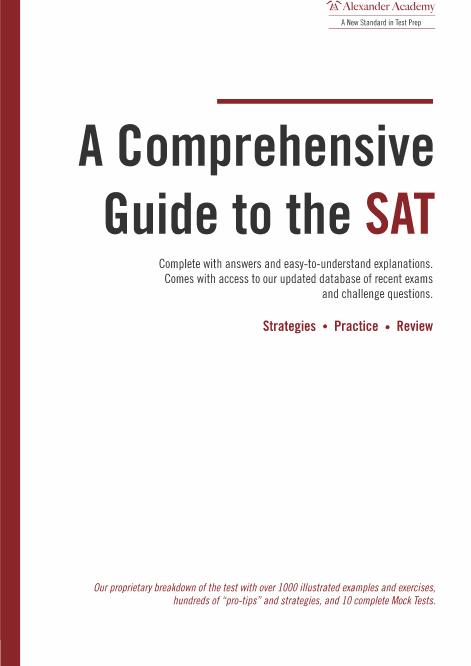 Alexander Academy
A New Standard in Test Prep
A Comprehensive
Guide to the SAT
Complete with answers and easy-to-understand explanations.
Comes with access to our updated database of recent exams
and challenge questions.
Strategies • Practice • Review
Our proprietary breakdown of the test with over 1000 illustrated examples and exercises,
hundreds of “pro-tips” and strategies, and 10 complete Mock Tests.